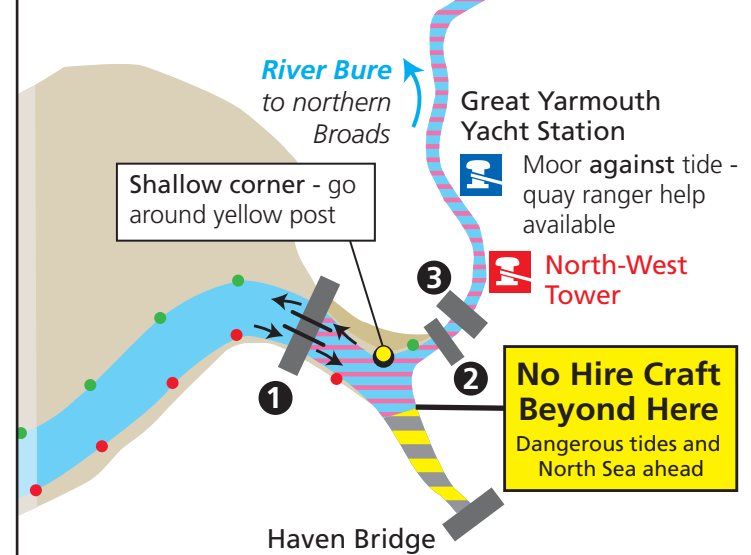 River Bure
to northern
Broads
Great Yarmouth
Yacht Station
Moor against tide -
quay ranger help
available
Shallow corner - go
around yellow post
North-West
Tower
3
2
1
No Hire Craft
Beyond Here
Dangerous tides and
North Sea ahead
Haven Bridge